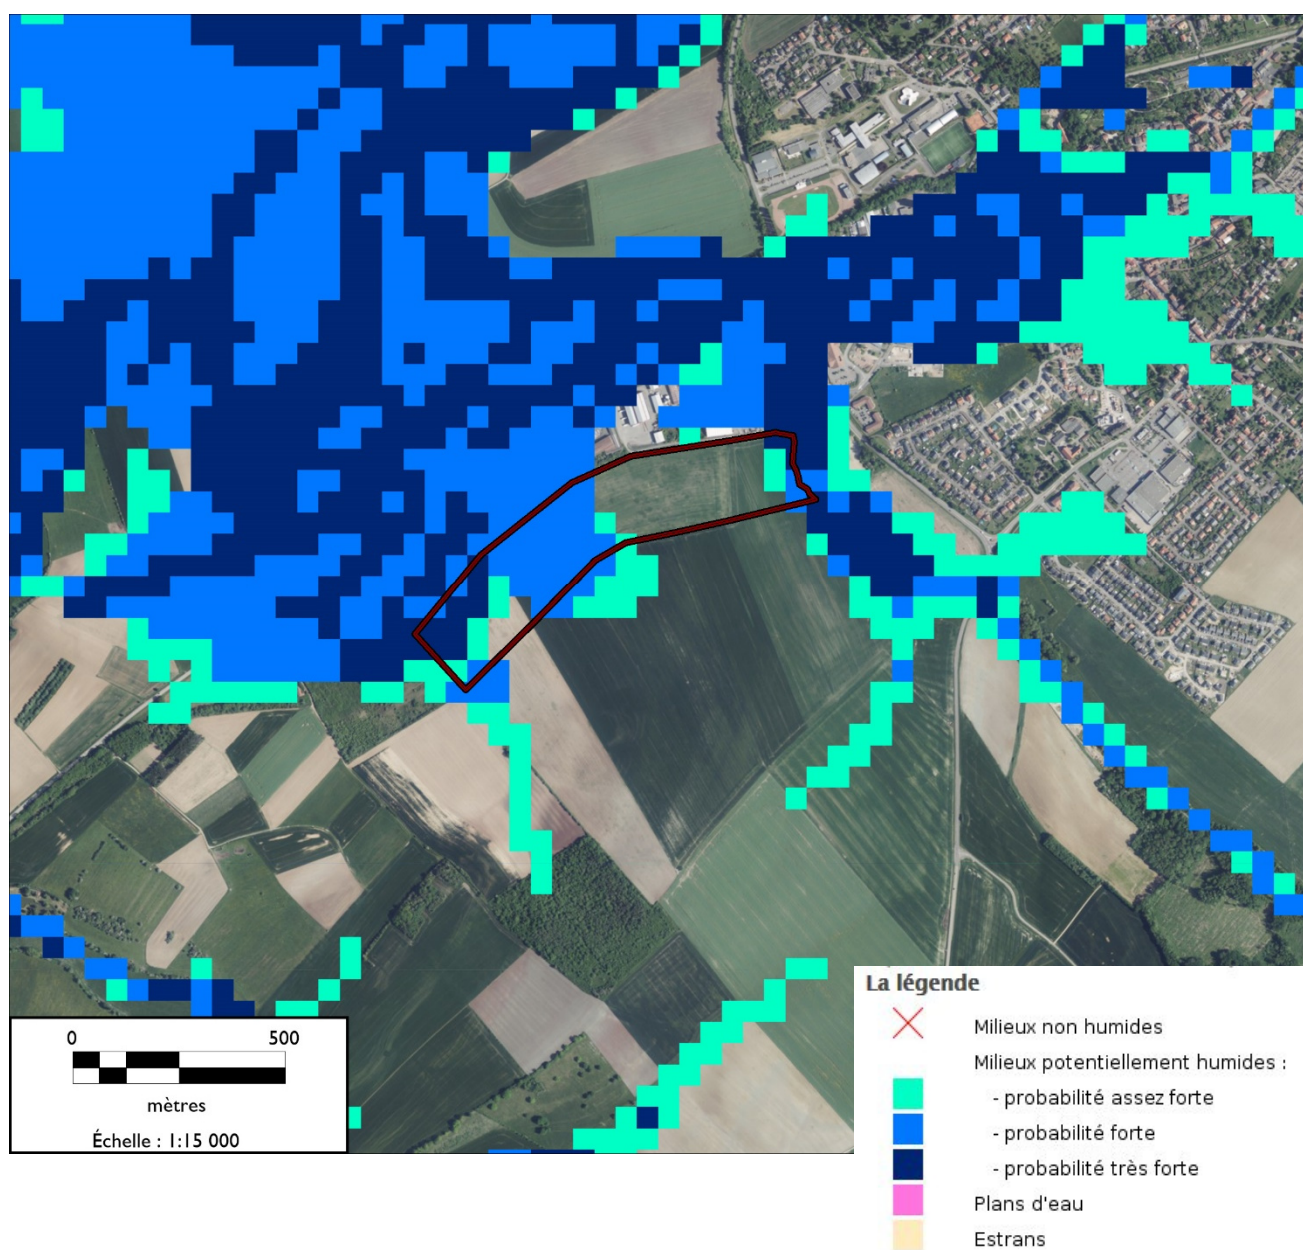 La légende
Milieux non humides
Milieux potentiellement humides :
- probabilité assez forte
- probabilité forte
- probabilité très forte
Plans d'eau
Estrans
0 500
mètres
Échelle : 1:15 000